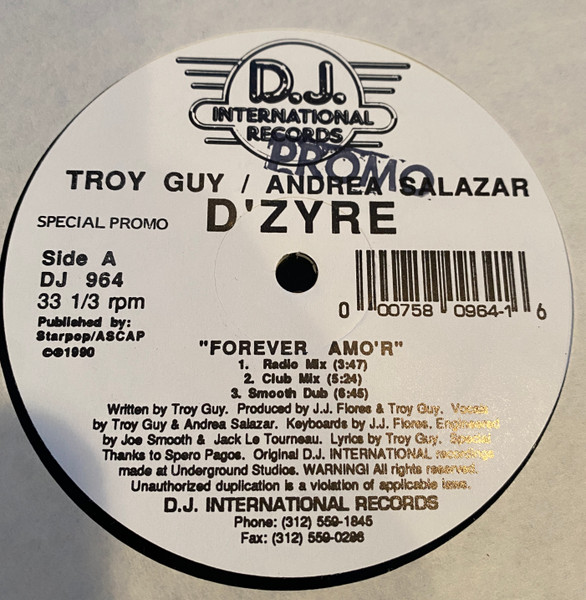 D.J.
INTERNATIONAL
RECORDS
PROMO
TROY GUY / ANDREA SALAZAR
SPECIAL PROMO D'ZYRE
Side A
DJ 964
33 1/3 rpm
Published by:
Starpop/ASCAP
©℗1990
0 00758 0964-1 6
"FOREVER AMO'R"
1. Radio Mix (3:47)
2. Club Mix (5:24)
3. Smooth Dub (6:45)
Written by Troy Guy. Produced by J.J. Flores & Troy Guy. Vocals
by Troy Guy & Andrea Salazar. Keyboards by J.J. Flores. Engineered
by Joe Smooth & Jack Le Tourneau. Lyrics by Troy Guy. Special
Thanks to Spero Pagos. Original D.J. INTERNATIONAL recordings
made at Underground Studios. WARNING! All rights reserved.
Unauthorized duplication is a violation of applicable laws.
D.J. INTERNATIONAL RECORDS
Phone: (312) 559-1845
Fax: (312) 559-0286